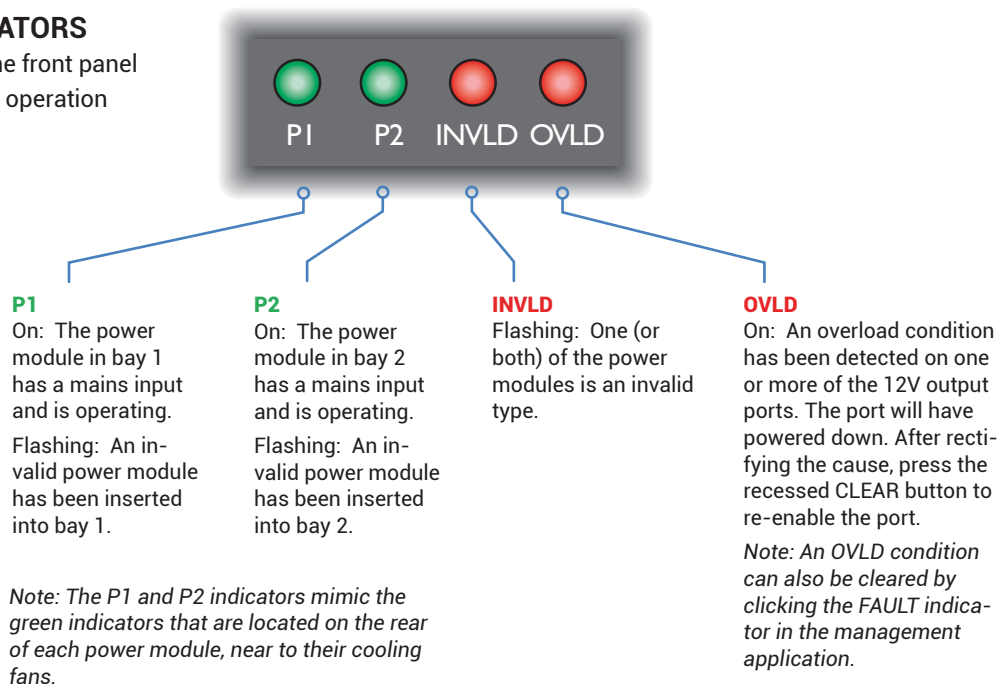 ATORS
he front panel
operation
P1 P2 INVLD OVLD
P1
On: The power
module in bay 1
has a mains input
and is operating.
Flashing: An in-
valid power module
has been inserted
into bay 1.
P2
On: The power
module in bay 2
has a mains input
and is operating.
Flashing: An in-
valid power module
has been inserted
into bay 2.
INVLD
Flashing: One (or
both) of the power
modules is an invalid
type.
OVLD
On: An overload condition
has been detected on one
or more of the 12V output
ports. The port will have
powered down. After recti-
fying the cause, press the
recessed CLEAR button to
re-enable the port.
Note: An OVLD condition
can also be cleared by
clicking the FAULT indica-
tor in the management
application.
Note: The P1 and P2 indicators mimic the
green indicators that are located on the rear
of each power module, near to their cooling
fans.